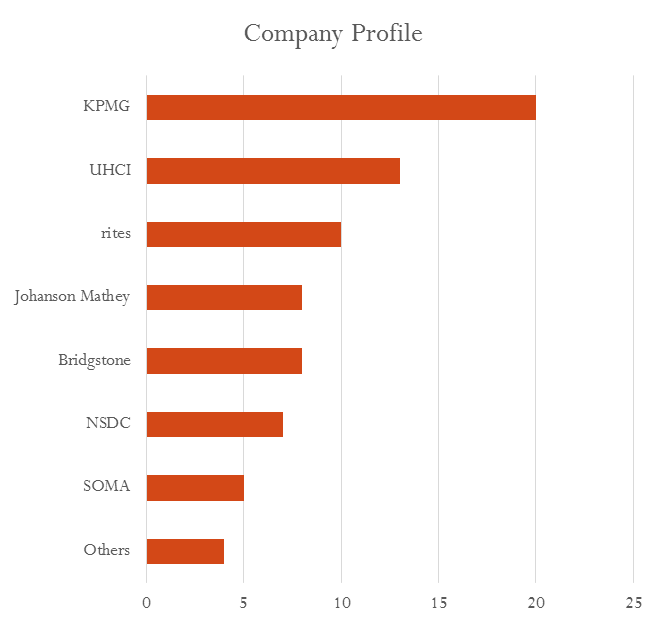 Company Profile
KPMG
UHCI
rites
Johanson Mathey
Bridgstone
NSDC
SOMA
Others
0 5 10 15 20 25